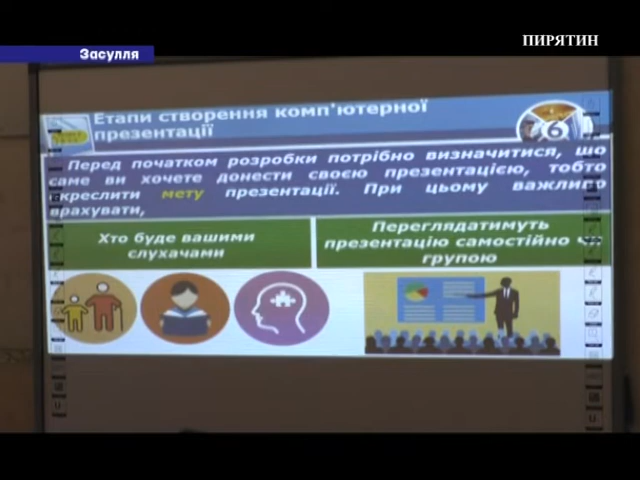 ПИРЯТИН
Засулля
Етапи створення комп'ютерної
презентації
6
Перед початком розробки потрібно визначитися, що
саме ви хочете донести своєю презентацією, тобто
окреслити мету презентації. При цьому важливо
врахувати,
Хто буде вашими
слухачами
Переглядатимуть
презентацію самостійно чи
групою